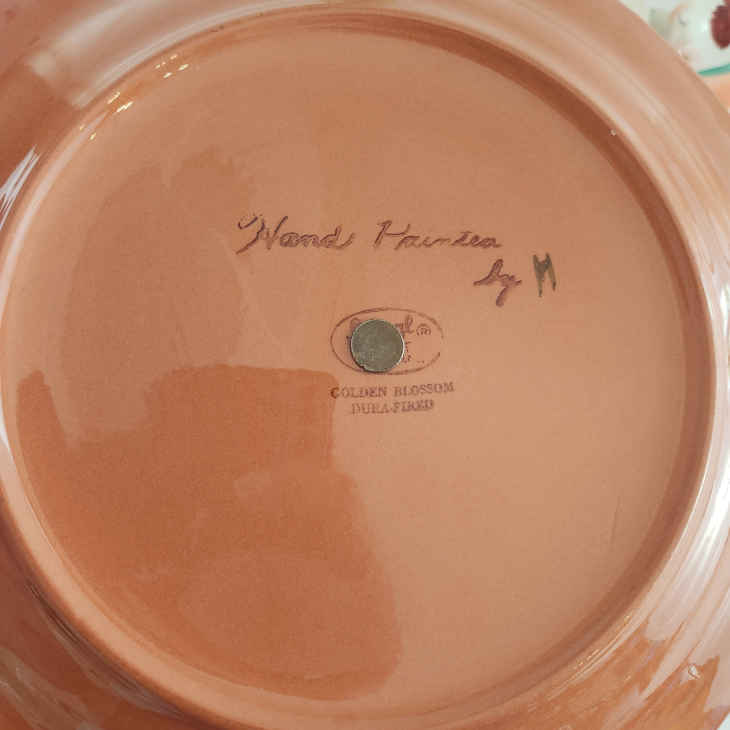 Hand Painted
by M
®
GOLDEN BLOSSOM
DURA-FIRED